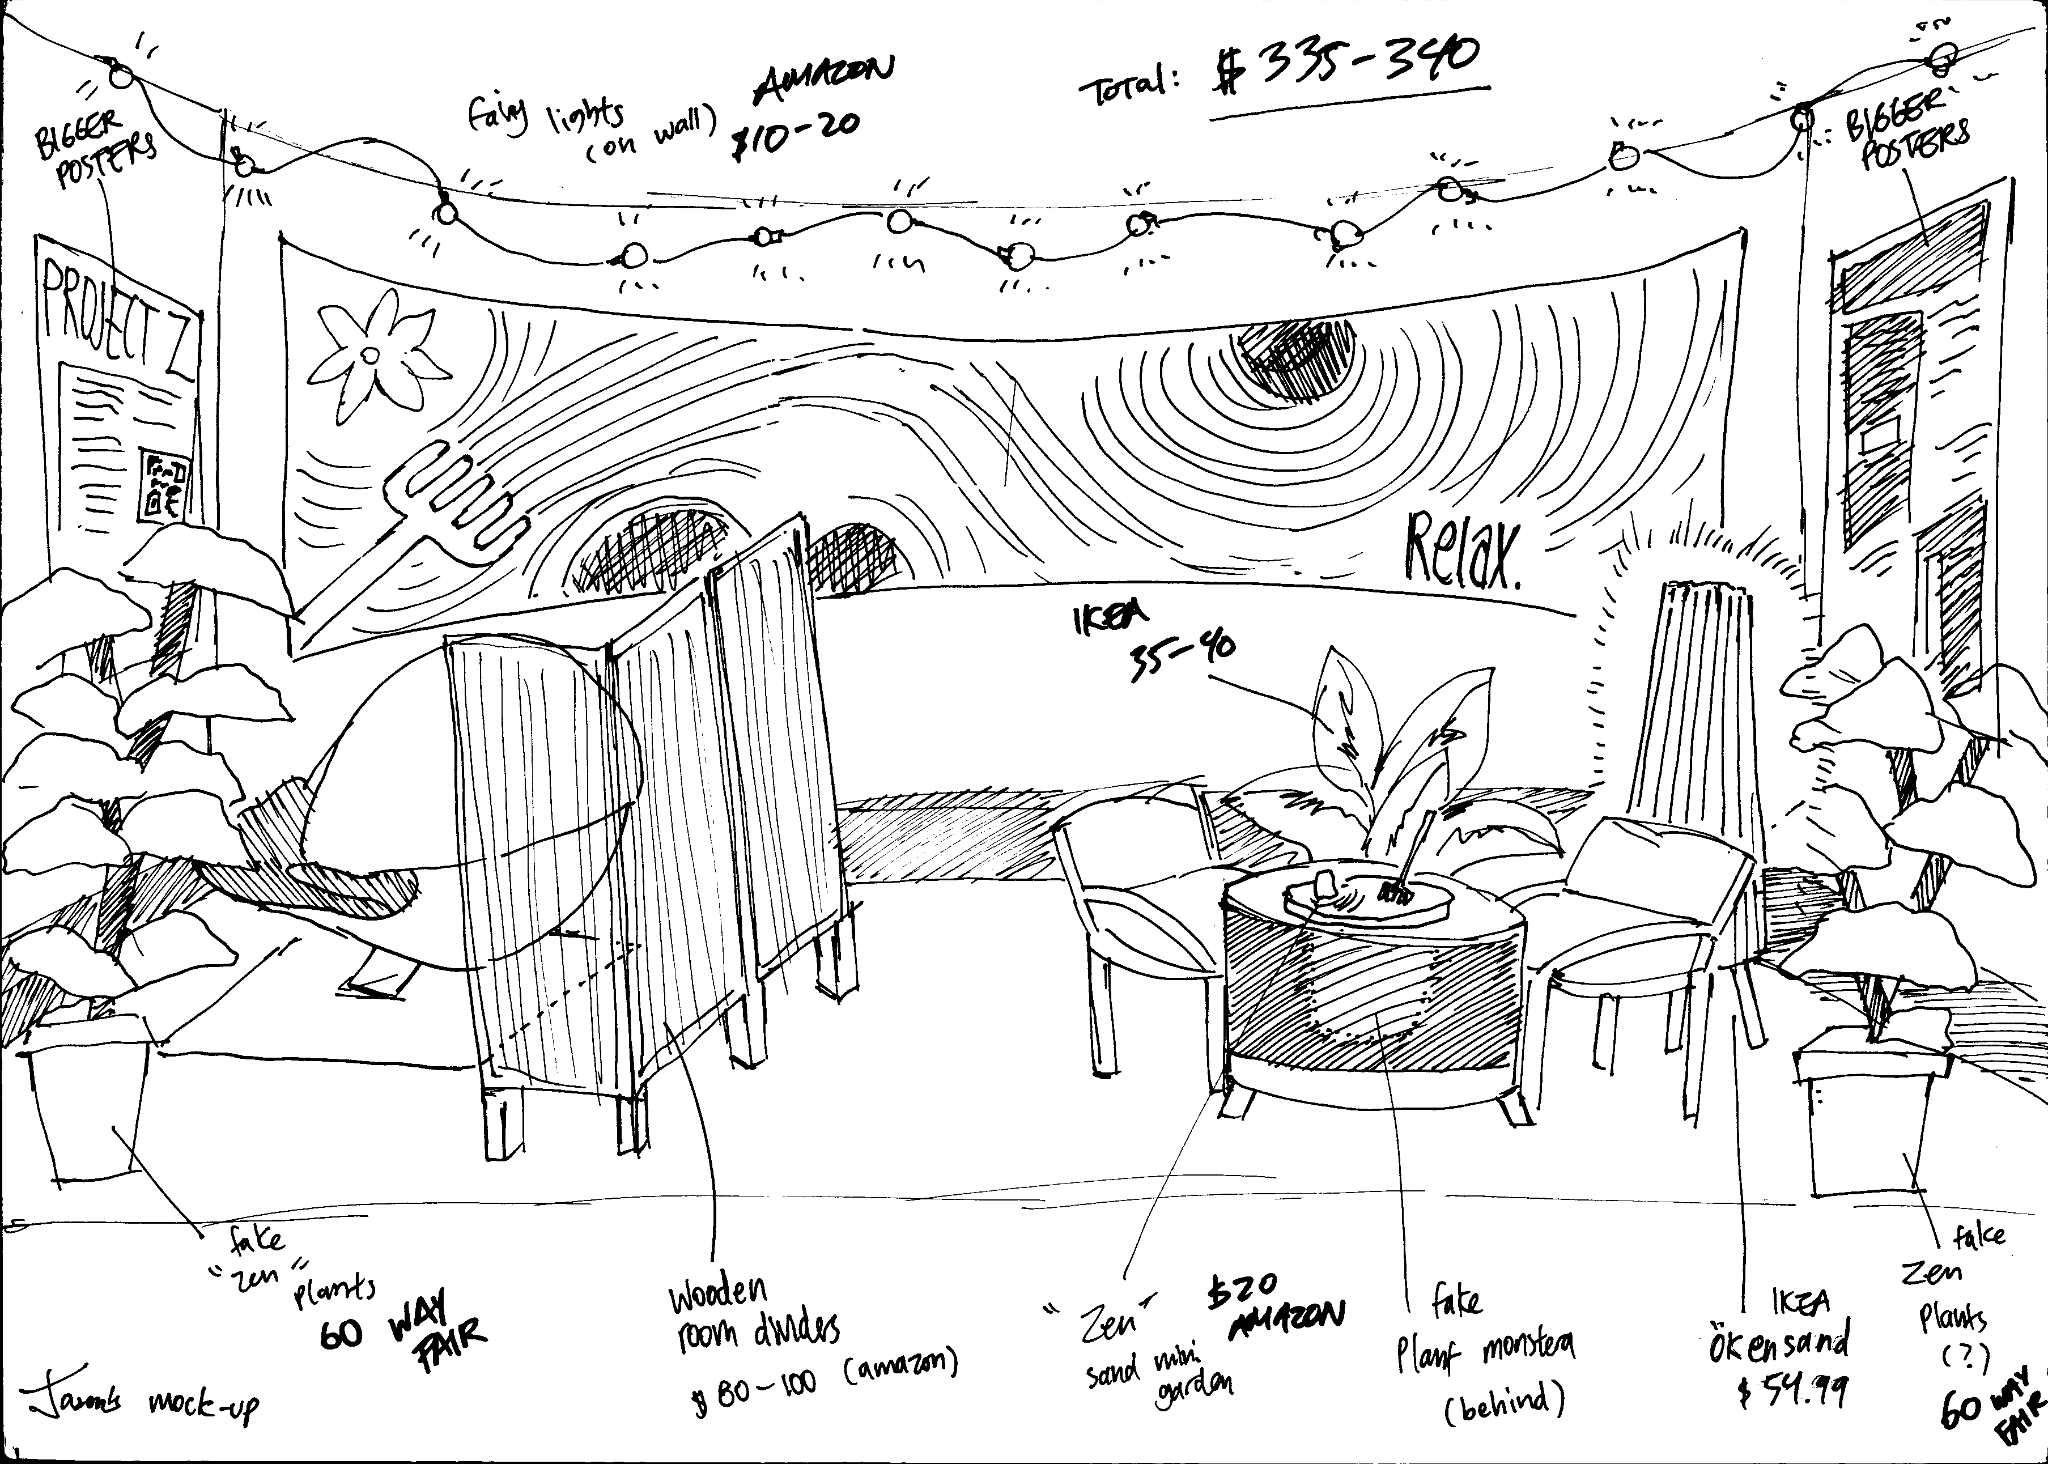 Total: $335-340
AMAZON
Fairy lights
(on wall) $10-20
BIGGER
POSTERS
BIGGER
POSTERS
PROJECT Z
Relax.
IKEA
35-40
fake
"Zen"
plants
60 WAY
FAIR
Wooden
room dividers
$80-100 (amazon)
"Zen"
sand mini
garden
$20
AMAZON
fake
Plant monstera
(behind)
IKEA
ÖKensand
$54.99
fake
Zen
Plants
(?)
60 WAY
FAIR
Jason's mock-up